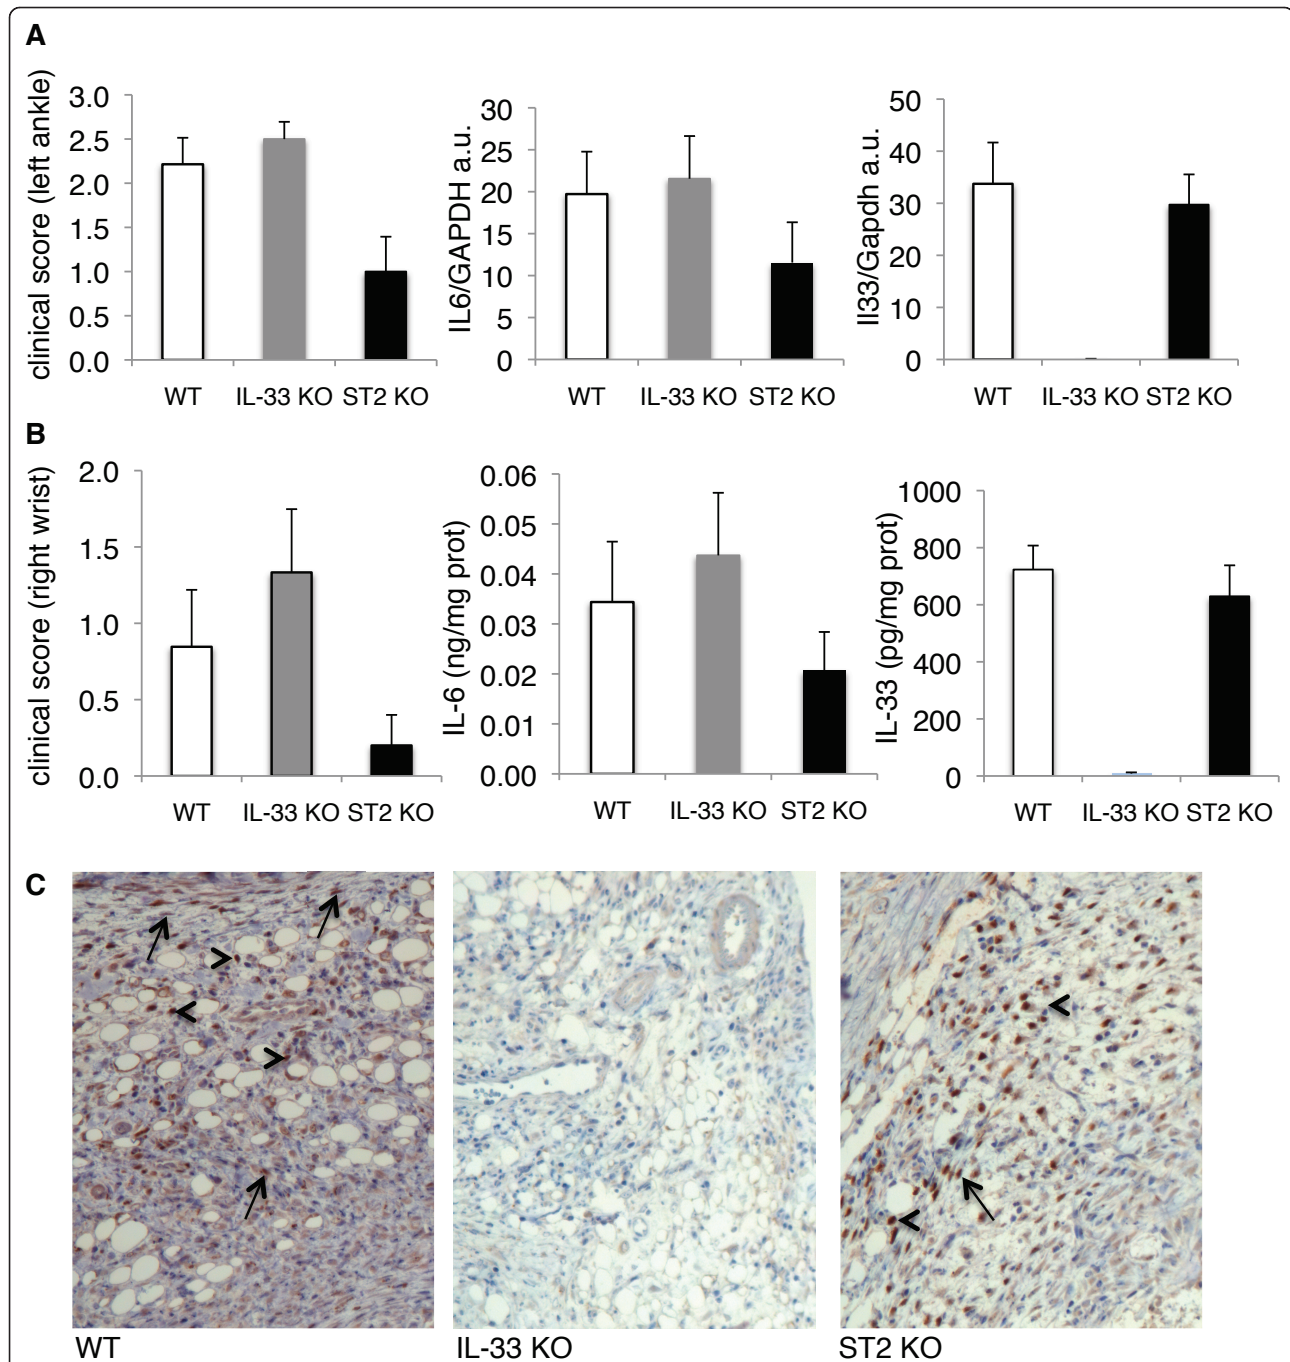 A
clinical score (left ankle)
3.0
2.5
2.0
1.5
1.0
0.5
0.0
WT IL-33 KO ST2 KO
IL6/GAPDH a.u.
30
25
20
15
10
5
0
WT IL-33 KO ST2 KO
Il33/Gapdh a.u.
50
40
30
20
10
0
WT IL-33 KO ST2 KO
B
clinical score (right wrist)
2.0
1.5
1.0
0.5
0.0
WT IL-33 KO ST2 KO
IL-6 (ng/mg prot)
0.06
0.05
0.04
0.03
0.02
0.01
0.00
WT IL-33 KO ST2 KO
IL-33 (pg/mg prot)
1000
800
600
400
200
0
WT IL-33 KO ST2 KO
C
WT IL-33 KO ST2 KO